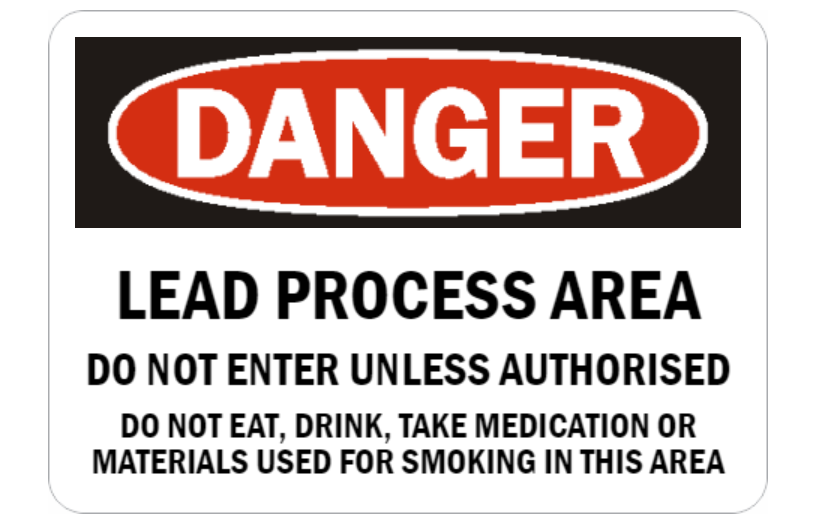 DANGER
LEAD PROCESS AREA
DO NOT ENTER UNLESS AUTHORISED
DO NOT EAT, DRINK, TAKE MEDICATION OR
MATERIALS USED FOR SMOKING IN THIS AREA